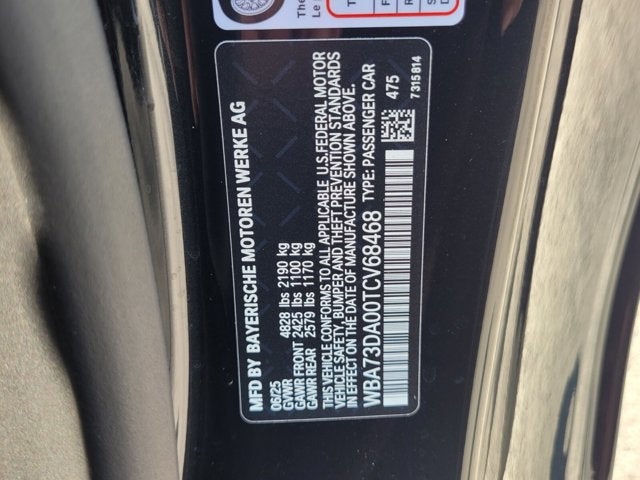 The
Le
MFD BY BAYERISCHE MOTOREN WERKE AG
06/25
GVWR 4828 lbs 2190 kg
GAWR FRONT 2425 lbs 1100 kg
GAWR REAR 2579 lbs 1170 kg
THIS VEHICLE CONFORMS TO ALL APPLICABLE U.S.FEDERAL MOTOR
VEHICLE SAFETY, BUMPER AND THEFT PREVENTION STANDARDS
IN EFFECT ON THE DATE OF MANUFACTURE SHOWN ABOVE.
WBA73DA00TCV68468 TYPE: PASSENGER CAR
475
7315814